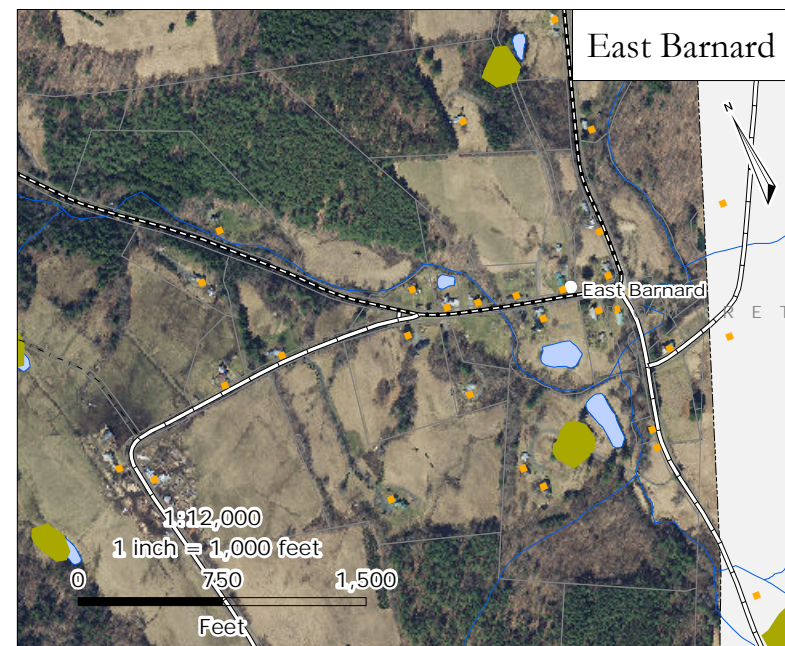 East Barnard
N
East Barnard
R E T
1:12,000
1 inch = 1,000 feet
0 750 1,500
Feet